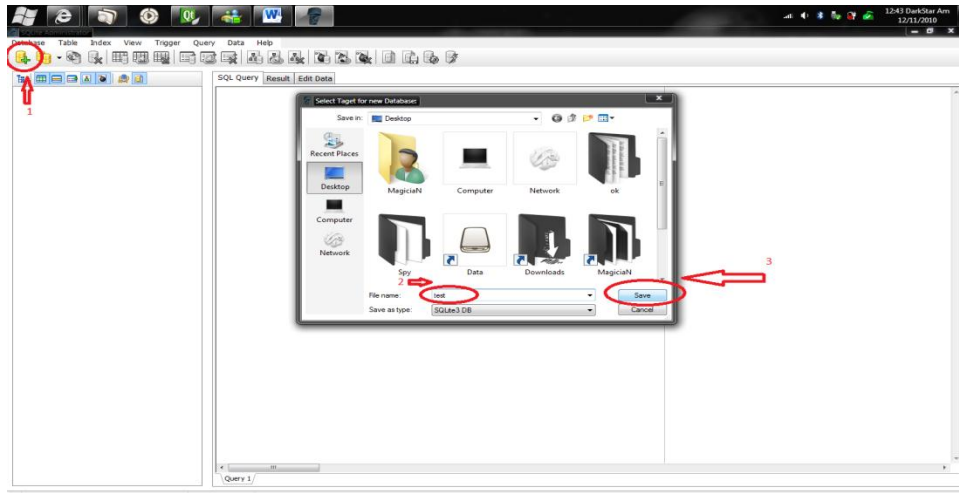 12:43 DarkStar Am
12/11/2010
Database Table Index View Trigger Query Data Help
1
SQL Query Result Edit Data
Select Taget for new Database:
Save in: Desktop
Recent Places
Desktop
Computer
Network
MagiciaN Computer Network ok
Spy Data Downloads MagiciaN
2
3
File name: test Save
Save as type: SQLite3 DB Cancel
Query 1